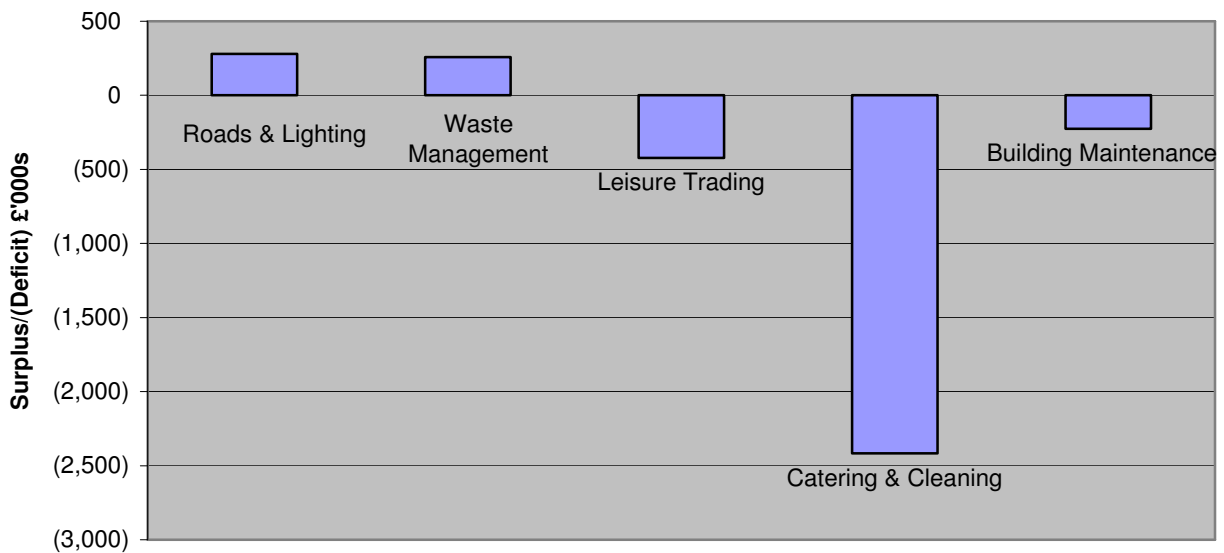 Surplus/(Deficit) £'000s
500
0
(500)
(1,000)
(1,500)
(2,000)
(2,500)
(3,000)
Roads & Lighting
Waste
Management
Leisure Trading
Catering & Cleaning
Building Maintenance